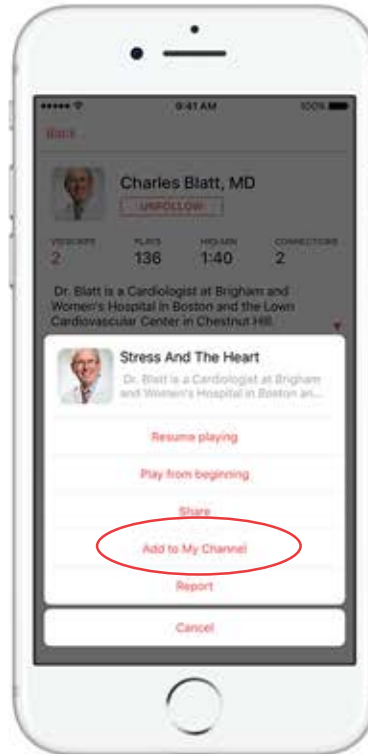 9:41 AM 100%
Back
Charles Blatt, MD
UNFOLLOW
PLAYS HRS:MIN CONNECTIONS
2 136 1:40 2
Dr. Blatt is a Cardiologist at Brigham and
Women's Hospital in Boston and the Lown
Cardiovascular Center in Chestnut Hill.
Stress And The Heart
Dr. Blatt is a Cardiologist at Brigham
and Women's Hospital in Boston an...
Resume playing
Play from beginning
Share
Add to My Channel
Report
Cancel